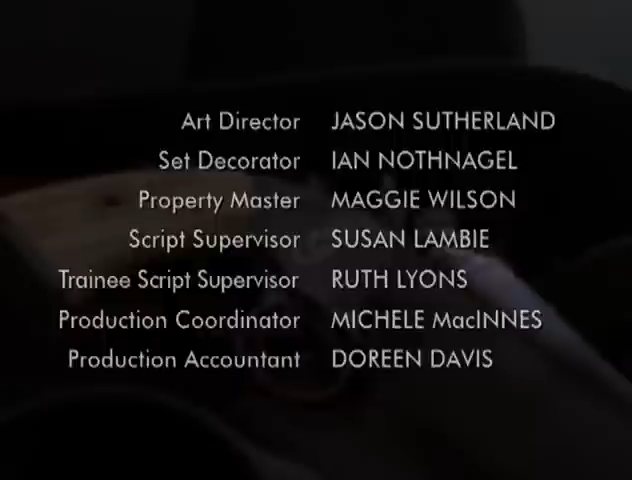 Art Director JASON SUTHERLAND
Set Decorator IAN NOTHNAGEL
Property Master MAGGIE WILSON
Script Supervisor SUSAN LAMBIE
Trainee Script Supervisor RUTH LYONS
Production Coordinator MICHELE MacINNES
Production Accountant DOREEN DAVIS